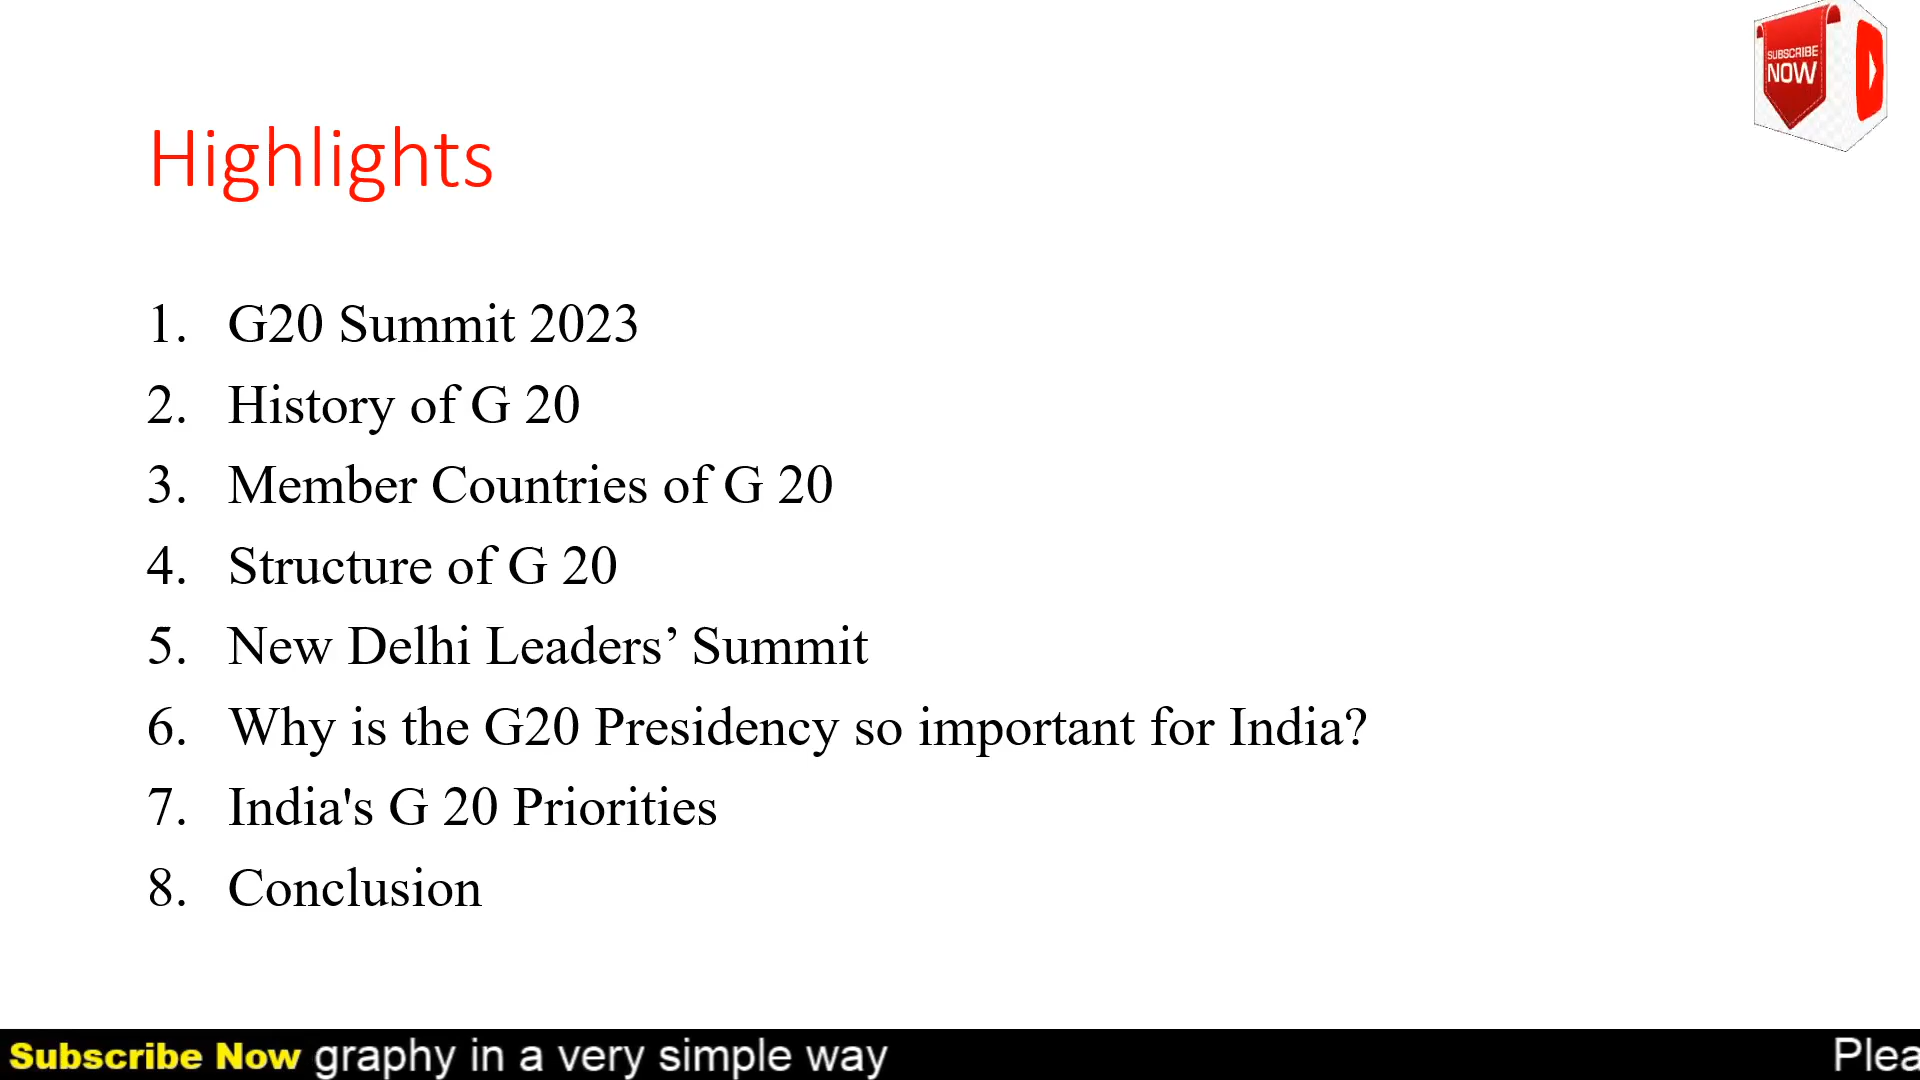 SUBSCRIBE
NOW
Highlights
1. G20 Summit 2023
2. History of G 20
3. Member Countries of G 20
4. Structure of G 20
5. New Delhi Leaders’ Summit
6. Why is the G20 Presidency so important for India?
7. India's G 20 Priorities
8. Conclusion
Subscribe Now graphy in a very simple way Plea